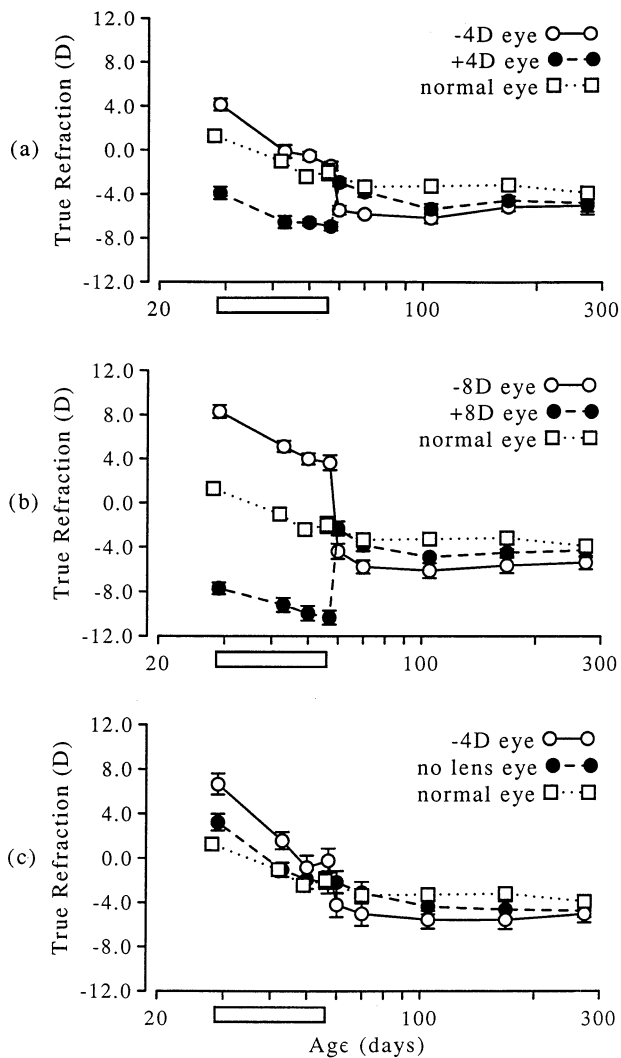 (a)
True Refraction (D)
12.0
8.0
4.0
0.0
-4.0
-8.0
-12.0
-4D eye
+4D eye
normal eye
20
100
300
(b)
True Refraction (D)
12.0
8.0
4.0
0.0
-4.0
-8.0
-12.0
-8D eye
+8D eye
normal eye
20
100
300
(c)
True Refraction (D)
12.0
8.0
4.0
0.0
-4.0
-8.0
-12.0
-4D eye
no lens eye
normal eye
20
100
300
Age (days)